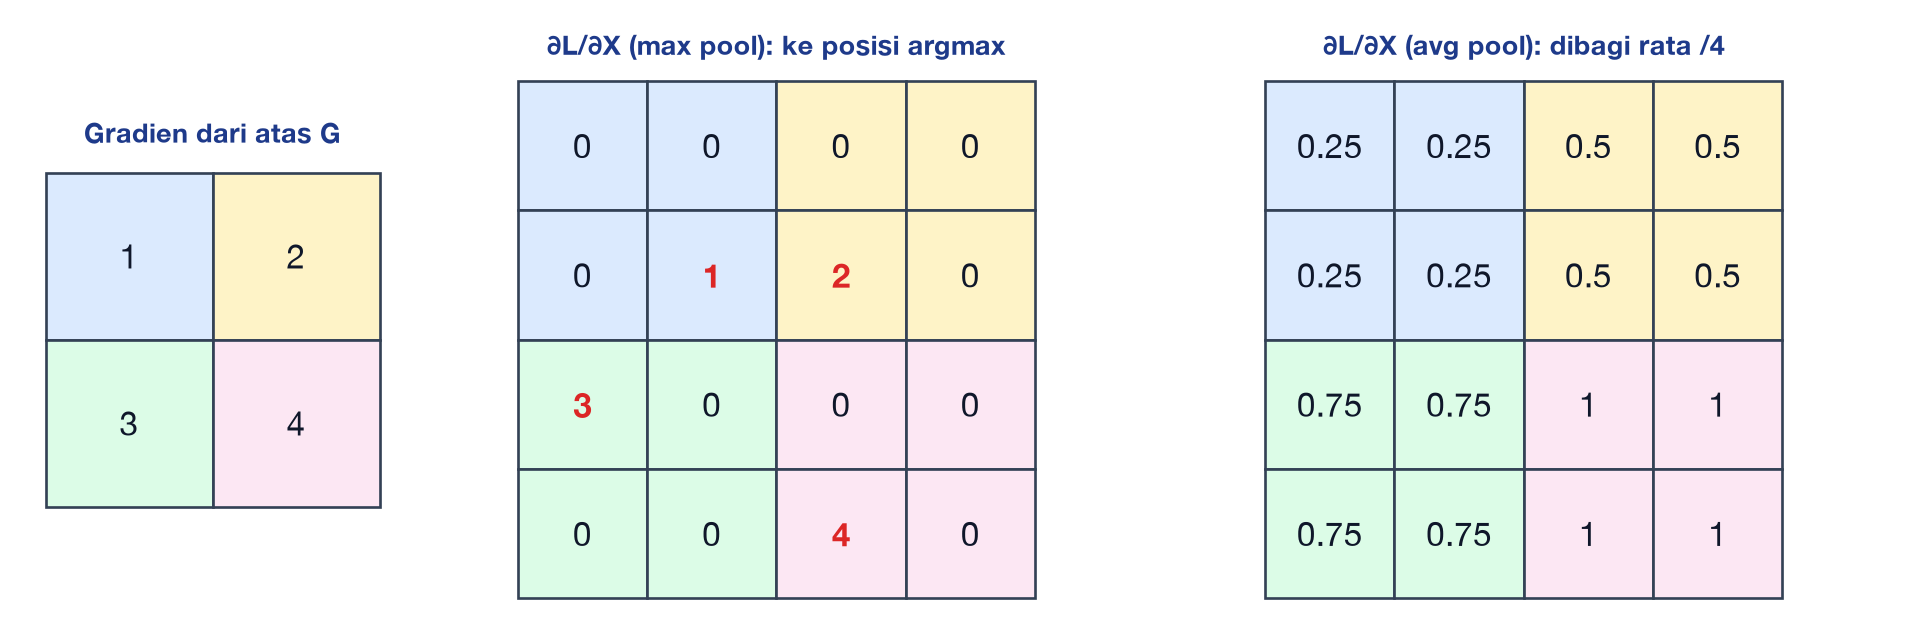 Gradien dari atas G
1 2
3 4
∂L/∂X (max pool): ke posisi argmax
0 0 0 0
0 1 2 0
3 0 0 0
0 0 4 0
∂L/∂X (avg pool): dibagi rata /4
0.25 0.25 0.5 0.5
0.25 0.25 0.5 0.5
0.75 0.75 1 1
0.75 0.75 1 1